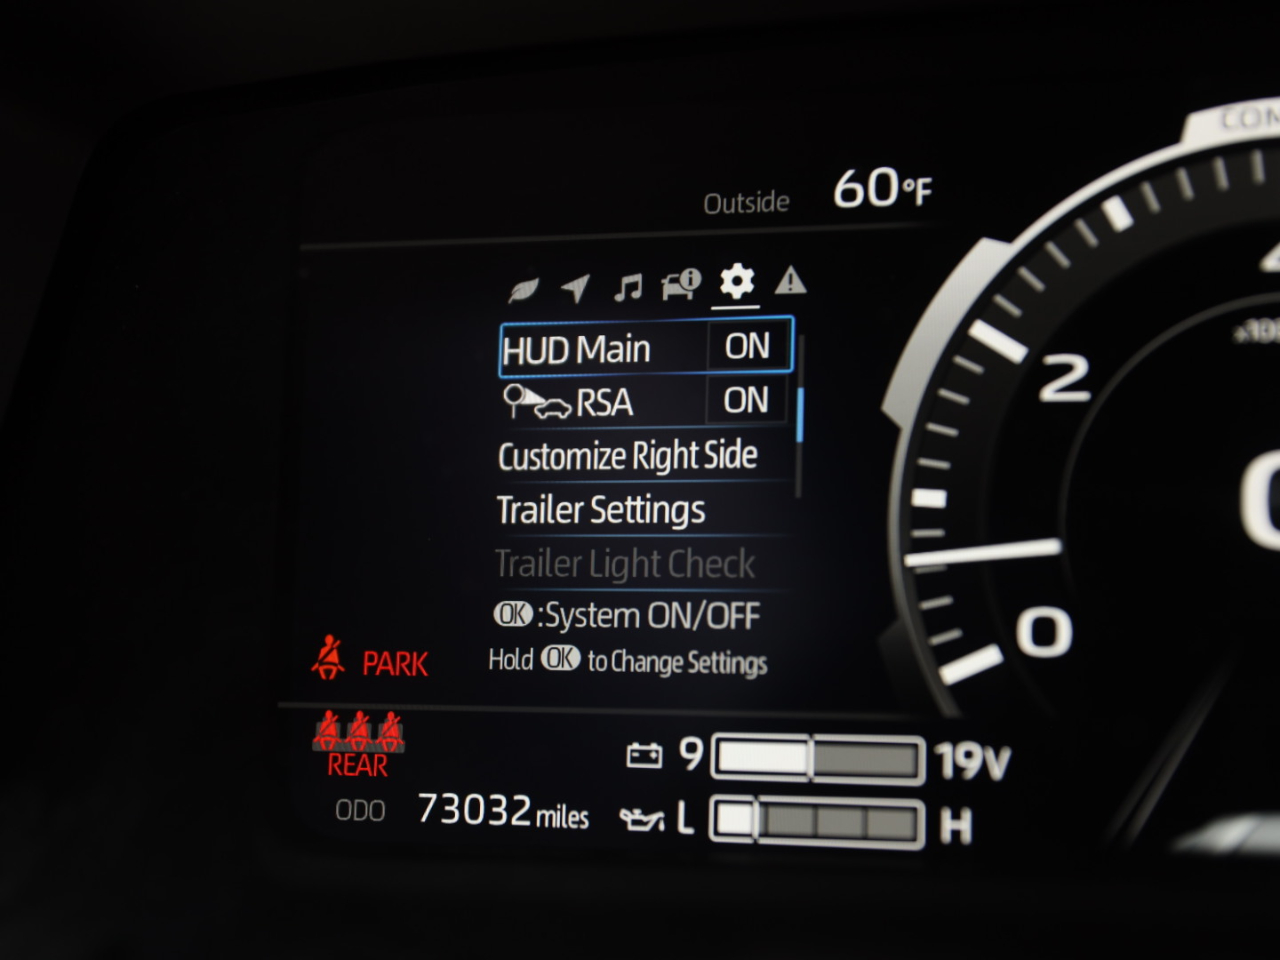 Outside 60°F
HUD Main ON
RSA ON
Customize Right Side
Trailer Settings
Trailer Light Check
OK :System ON/OFF
Hold OK to Change Settings
PARK
REAR
ODO 73032 miles
9 19V
L H
2
0